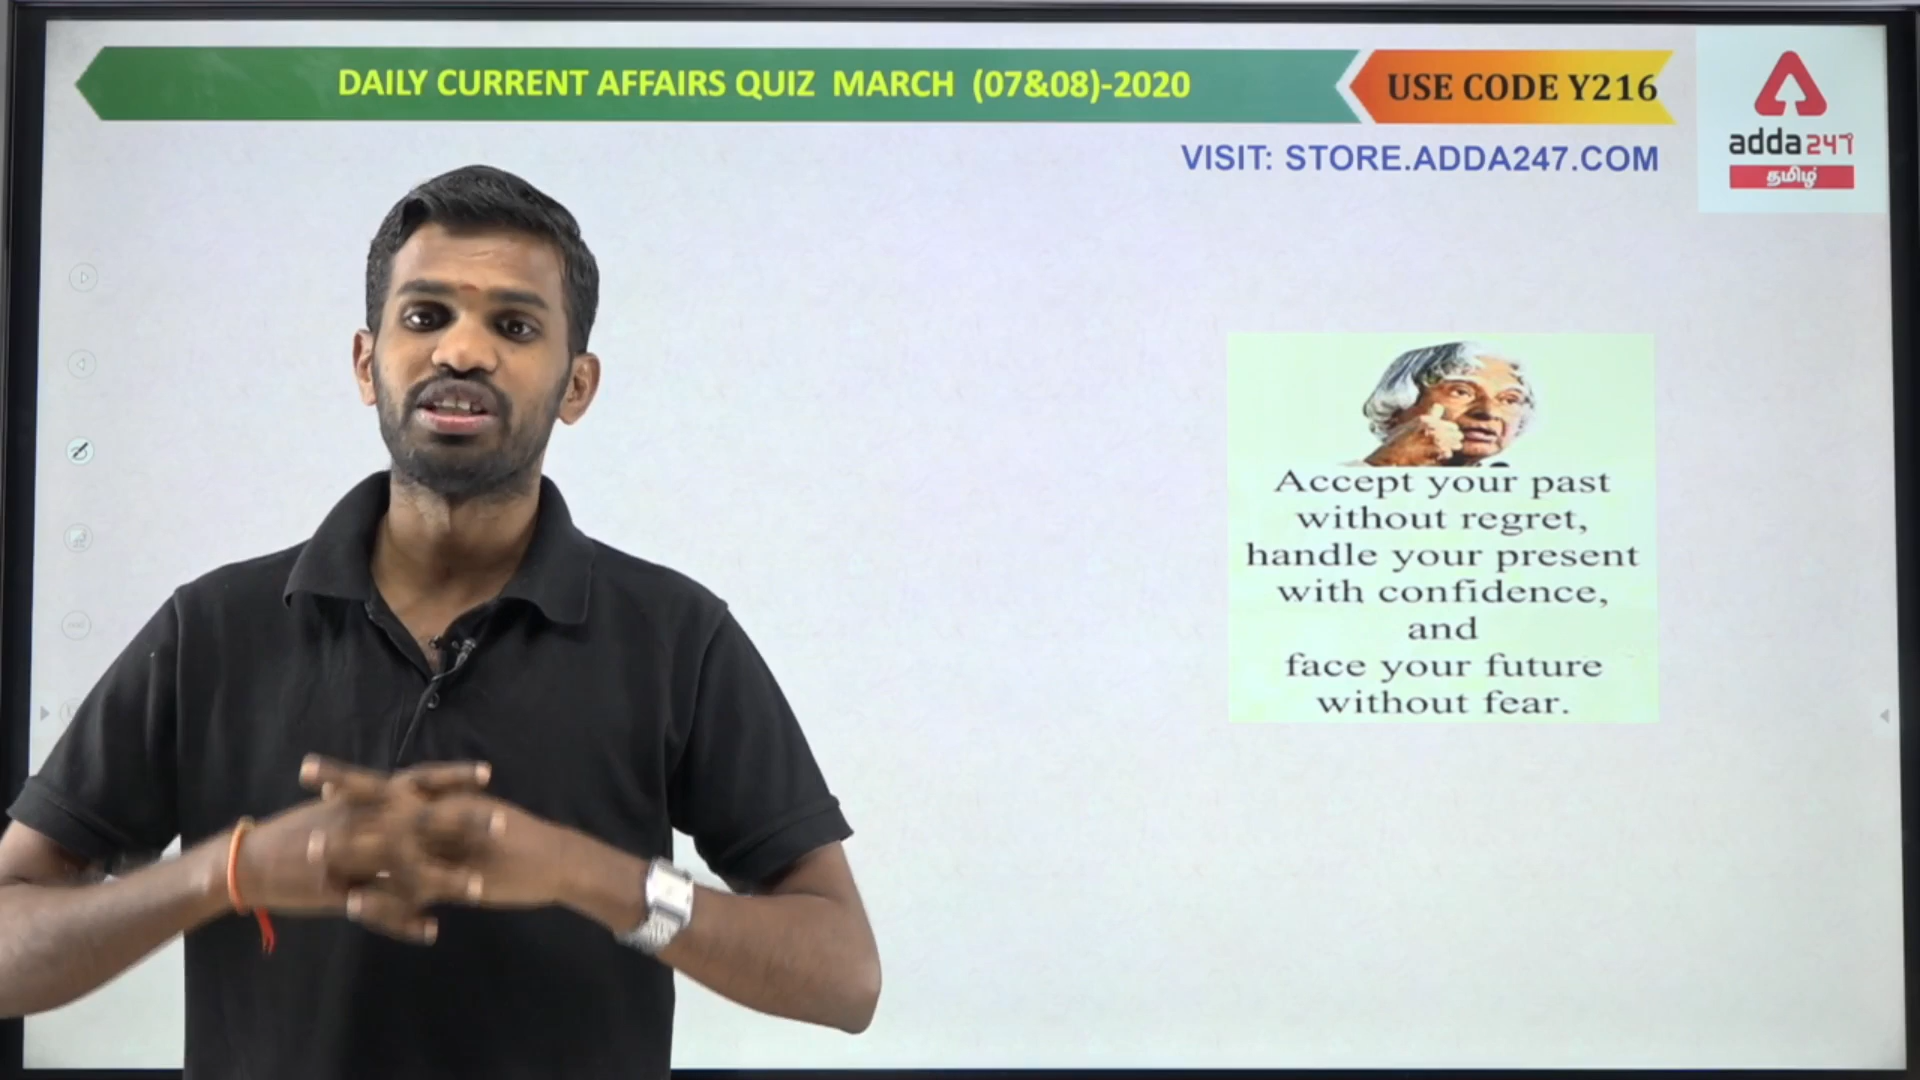 DAILY CURRENT AFFAIRS QUIZ MARCH (07&08)-2020
USE CODE Y216
VISIT: STORE.ADDA247.COM
adda247
தமிழ்
Accept your past
without regret,
handle your present
with confidence,
and
face your future
without fear.